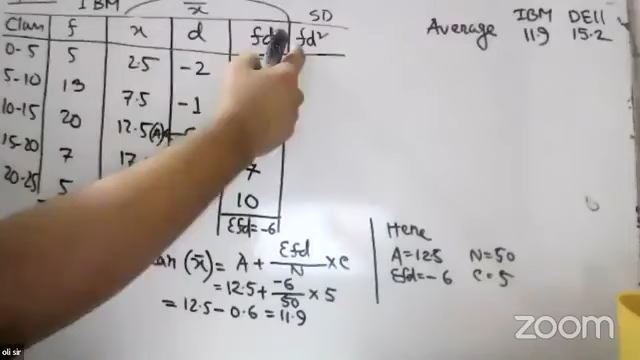 IBM
x̄
SD
Class f x d fd fd²
0-5 5 2.5 -2
5-10 13 7.5 -1
10-15 20 12.5(A)
15-20 7 7
20-25 5 10
Σfd=-6
(x̄) = A + Σfd/N ×C
= 12.5 + -6/50 × 5
= 12.5 - 0.6 = 11.9
Here
A=12.5 N=50
Σfd=-6 C=5
IBM DEll
Average 11.9 15.2
zoom
oli sir